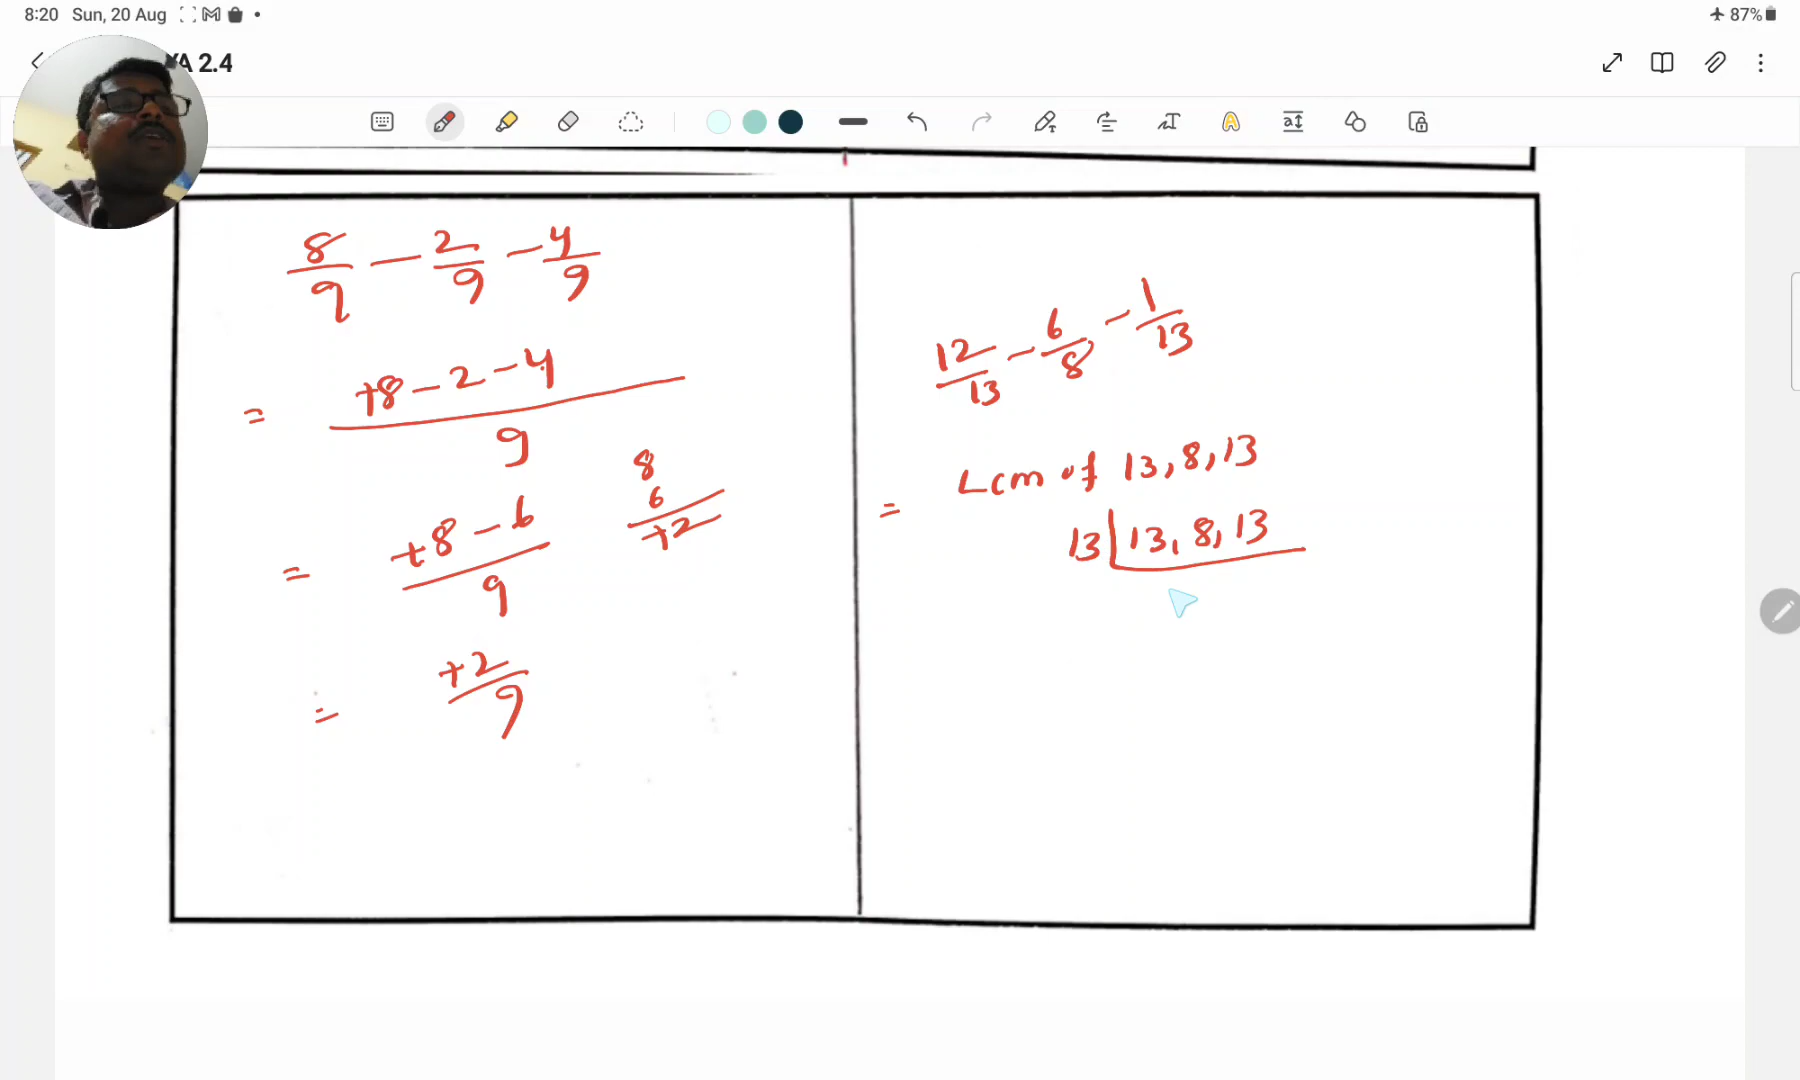 8:20 Sun, 20 Aug
87%
YA 2.4
8/9 - 2/9 - 4/9
= +8 - 2 - 4 / 9
= +8 - 6 / 9
8
6
+2
= +2/9
12/13 - 6/8 - 1/13
= Lcm of 13, 8, 13
13 | 13, 8, 13